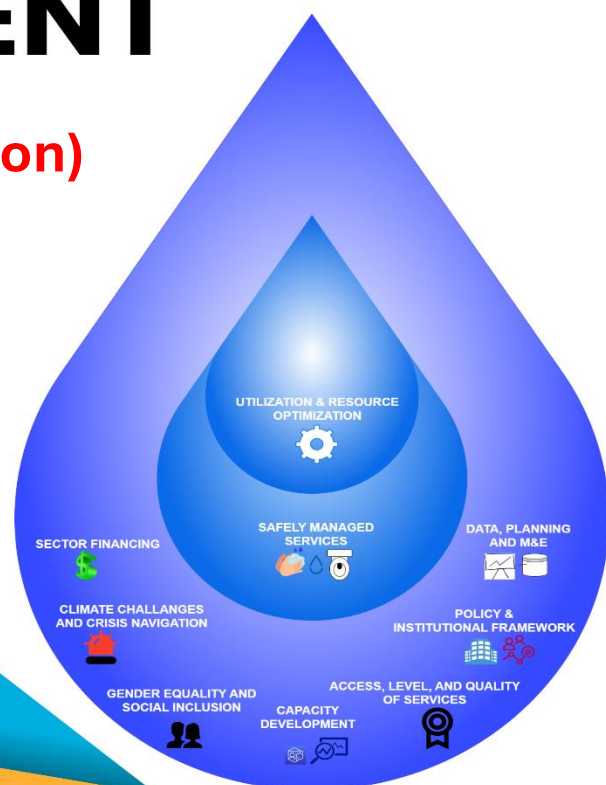 ENT
on)
UTILIZATION & RESOURCE
OPTIMIZATION
SAFELY MANAGED
SERVICES
SECTOR FINANCING
DATA, PLANNING
AND M&E
CLIMATE CHALLANGES
AND CRISIS NAVIGATION
POLICY &
INSTITUTIONAL FRAMEWORK
GENDER EQUALITY AND
SOCIAL INCLUSION
ACCESS, LEVEL, AND QUALITY
OF SERVICES
CAPACITY
DEVELOPMENT